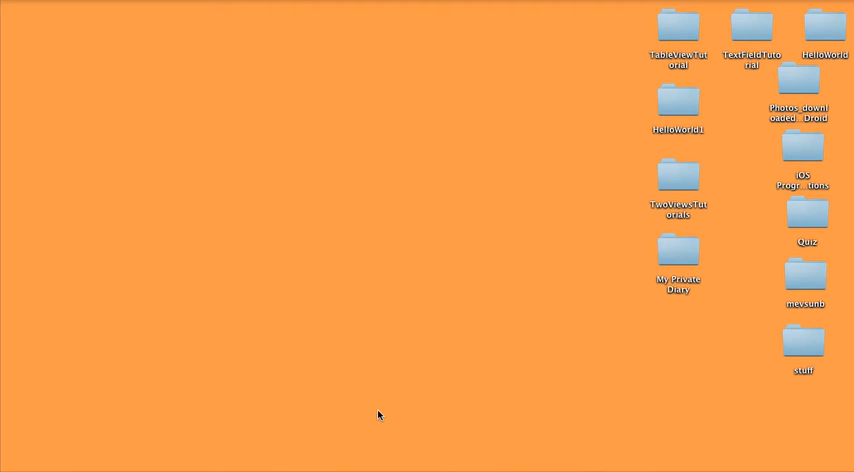 TableViewTut
orial
TextFieldTuto
rial
HelloWorld
Photos_downl
oaded...Droid
HelloWorld1
iOS
Progr...tions
TwoViewsTut
orials
Quiz
My Private
Diary
mevsunb
stuff